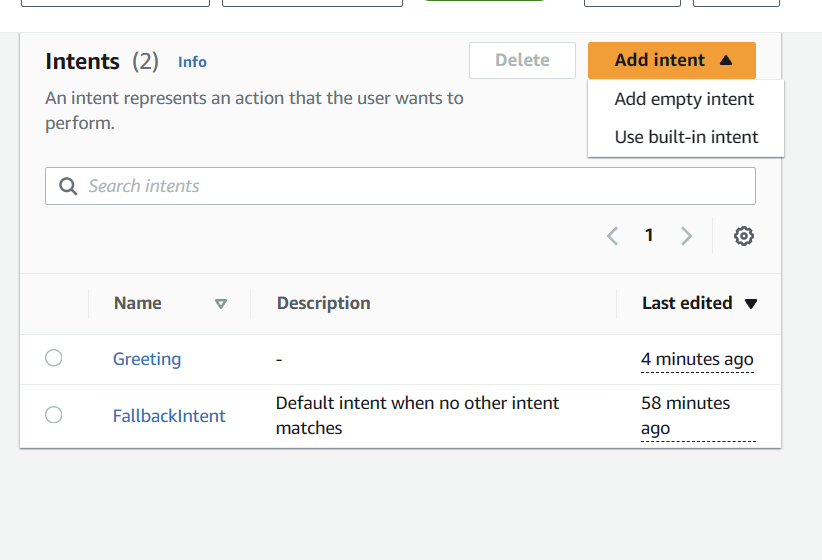 Intents (2) Info
Delete
Add intent
An intent represents an action that the user wants to
perform.
Add empty intent
Use built-in intent
Search intents
1
Name Description Last edited
Greeting - 4 minutes ago
FallbackIntent Default intent when no other intent
matches 58 minutes
ago